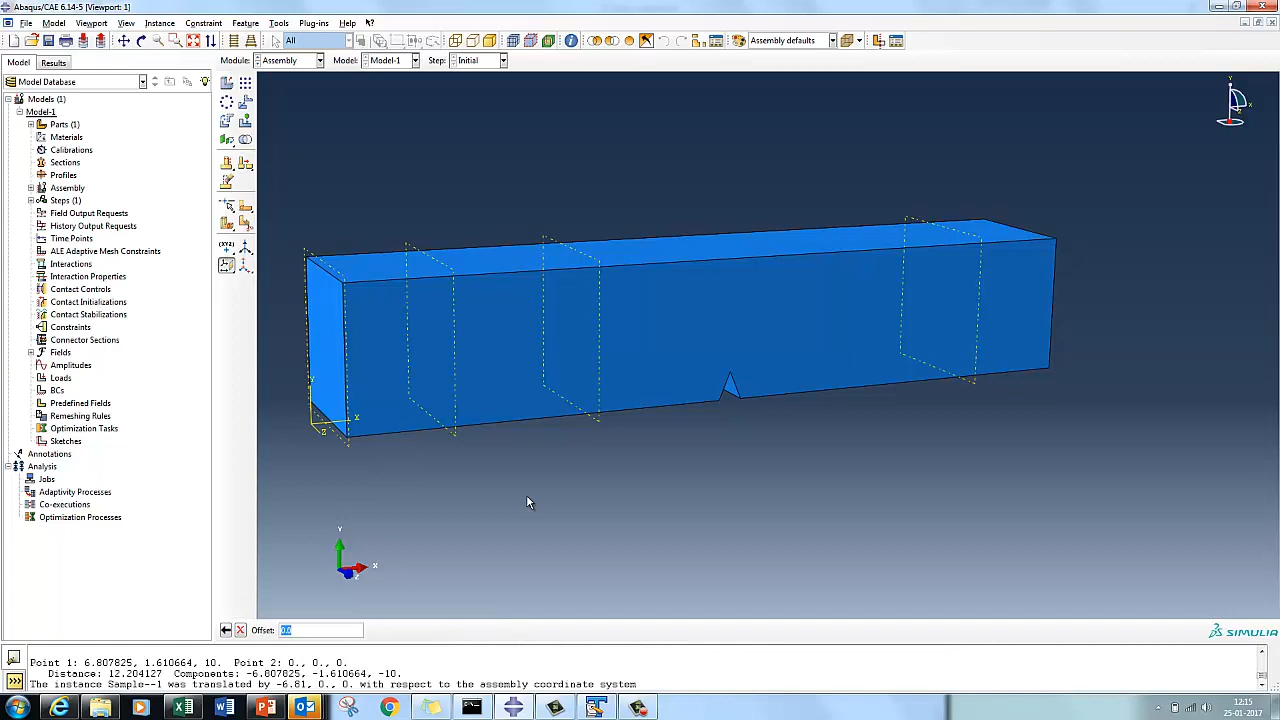 Abaqus/CAE 6.14-5 [Viewport: 1]
File Model Viewport View Instance Constraint Feature Tools Plug-ins Help
All Assembly defaults
Model Results Module: Assembly Model: Model-1 Step: Initial
Model Database
Models (1)
Model-1
Parts (1)
Materials
Calibrations
Sections
Profiles
Assembly
Steps (1)
Field Output Requests
History Output Requests
Time Points
ALE Adaptive Mesh Constraints
Interactions
Interaction Properties
Contact Controls
Contact Initializations
Contact Stabilizations
Constraints
Connector Sections
Fields
Amplitudes
Loads
BCs
Predefined Fields
Remeshing Rules
Optimization Tasks
Sketches
Annotations
Analysis
Jobs
Adaptivity Processes
Co-executions
Optimization Processes
Y
X
Y
X
Z
Y
X
Z
Offset: 0.0
SIMULIA
Point 1: 6.807825, 1.610664, 10. Point 2: 0., 0., 0.
Distance: 12.204127 Components: -6.807825, -1.610664, -10.
The instance Sample--1 was translated by -6.81, 0., 0. with respect to the assembly coordinate system
12:15
25-01-2017